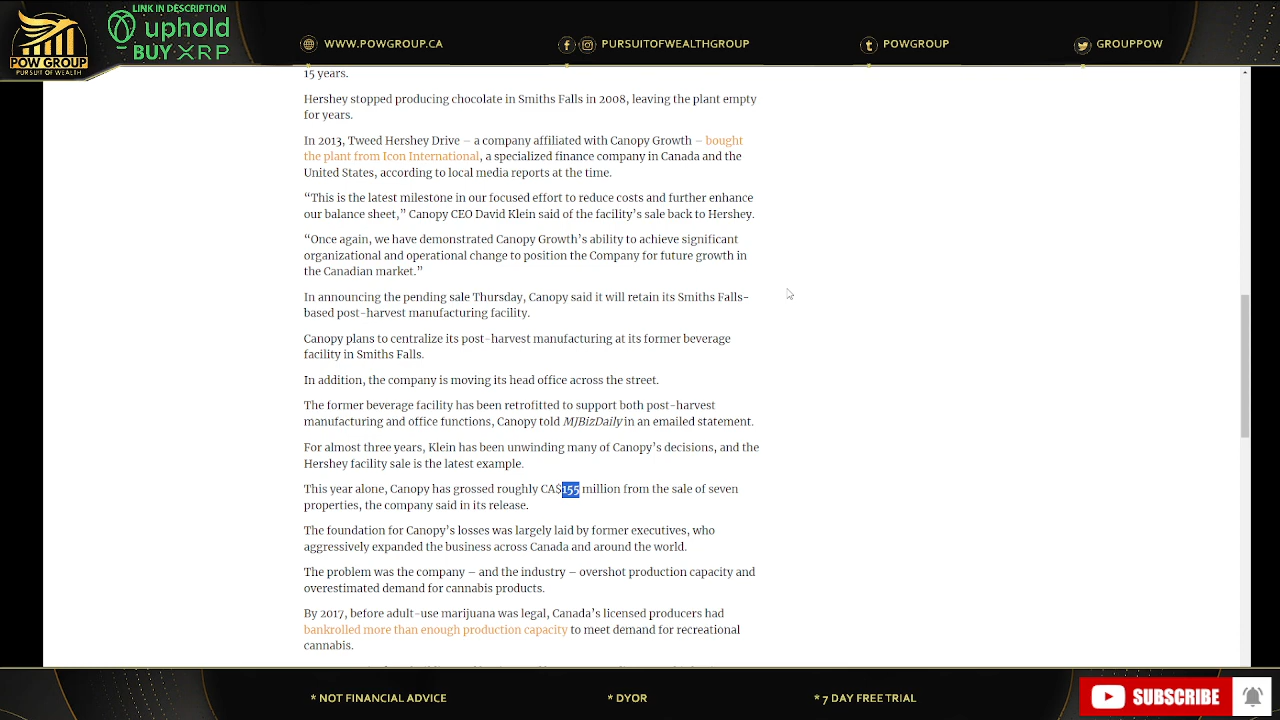 LINK IN DESCRIPTION
uphold
BUY XRP
POW GROUP
PURSUIT OF WEALTH
WWW.POWGROUP.CA
PURSUITOFWEALTHGROUP
POWGROUP
GROUPPOW
15 years.
Hershey stopped producing chocolate in Smiths Falls in 2008, leaving the plant empty
for years.
In 2013, Tweed Hershey Drive – a company affiliated with Canopy Growth – bought
the plant from Icon International, a specialized finance company in Canada and the
United States, according to local media reports at the time.
“This is the latest milestone in our focused effort to reduce costs and further enhance
our balance sheet,” Canopy CEO David Klein said of the facility’s sale back to Hershey.
“Once again, we have demonstrated Canopy Growth’s ability to achieve significant
organizational and operational change to position the Company for future growth in
the Canadian market.”
In announcing the pending sale Thursday, Canopy said it will retain its Smiths Falls-
based post-harvest manufacturing facility.
Canopy plans to centralize its post-harvest manufacturing at its former beverage
facility in Smiths Falls.
In addition, the company is moving its head office across the street.
The former beverage facility has been retrofitted to support both post-harvest
manufacturing and office functions, Canopy told MJBizDaily in an emailed statement.
For almost three years, Klein has been unwinding many of Canopy’s decisions, and the
Hershey facility sale is the latest example.
This year alone, Canopy has grossed roughly CA$155 million from the sale of seven
properties, the company said in its release.
The foundation for Canopy’s losses was largely laid by former executives, who
aggressively expanded the business across Canada and around the world.
The problem was the company – and the industry – overshot production capacity and
overestimated demand for cannabis products.
By 2017, before adult-use marijuana was legal, Canada’s licensed producers had
bankrolled more than enough production capacity to meet demand for recreational
cannabis.
* NOT FINANCIAL ADVICE
* DYOR
* 7 DAY FREE TRIAL
SUBSCRIBE